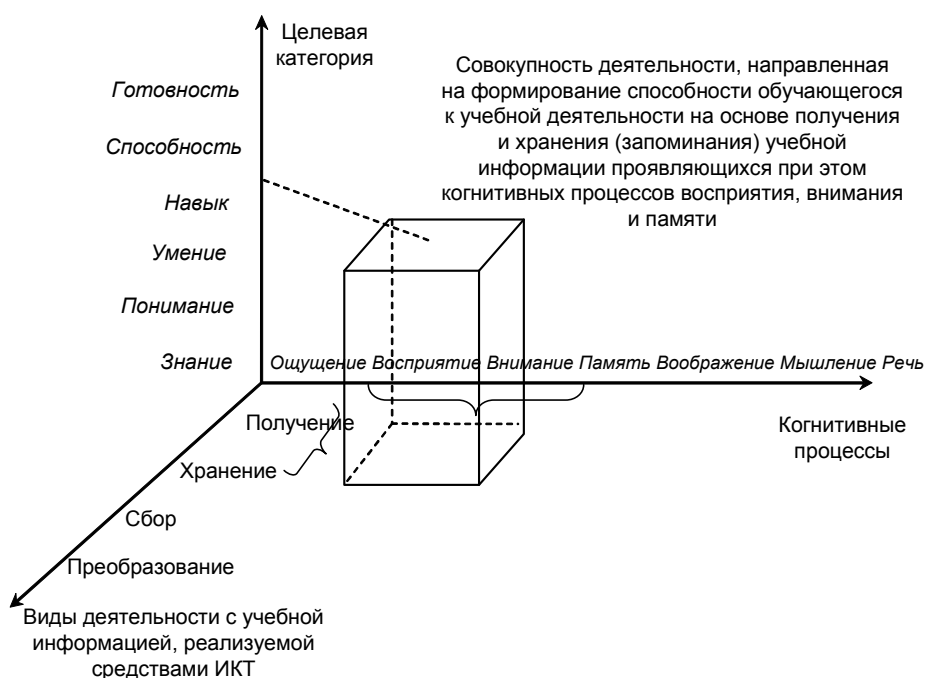 Целевая
категория
Совокупность деятельности, направленная
на формирование способности обучающегося
к учебной деятельности на основе получения
и хранения (запоминания) учебной
информации проявляющихся при этом
когнитивных процессов восприятия, внимания
и памяти
Готовность
Способность
Навык
Умение
Понимание
Знание
Ощущение Восприятие Внимание Память Воображение Мышление Речь
Когнитивные
процессы
Получение
Хранение
Сбор
Преобразование
Виды деятельности с учебной
информацией, реализуемой
средствами ИКТ